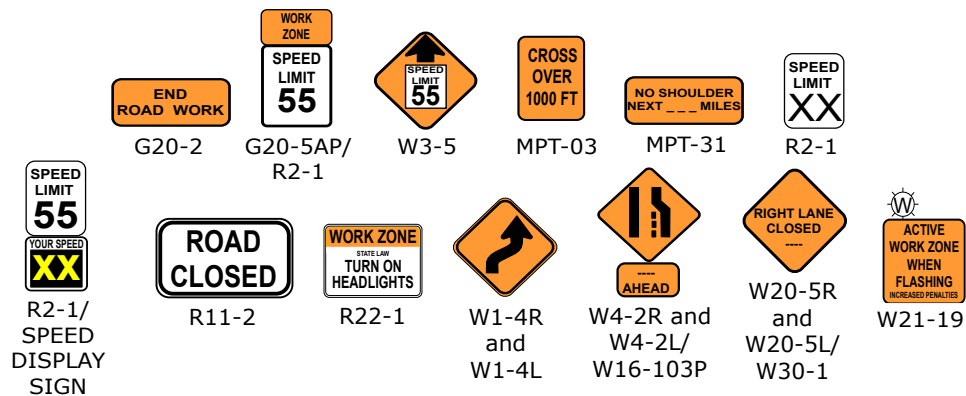 END
ROAD WORK
G20-2
WORK
ZONE
SPEED
LIMIT
55
G20-5AP/
R2-1
SPEED
LIMIT
55
W3-5
CROSS
OVER
1000 FT
MPT-03
NO SHOULDER
NEXT _ _ _ MILES
MPT-31
SPEED
LIMIT
XX
R2-1
SPEED
LIMIT
55
YOUR SPEED
XX
R2-1/
SPEED
DISPLAY
SIGN
ROAD
CLOSED
R11-2
WORK ZONE
STATE LAW
TURN ON
HEADLIGHTS
R22-1
W1-4R
and
W1-4L
----
AHEAD
W4-2R and
W4-2L/
W16-103P
RIGHT LANE
CLOSED
----
W20-5R
and
W20-5L/
W30-1
W
ACTIVE
WORK ZONE
WHEN
FLASHING
INCREASED PENALTIES
W21-19